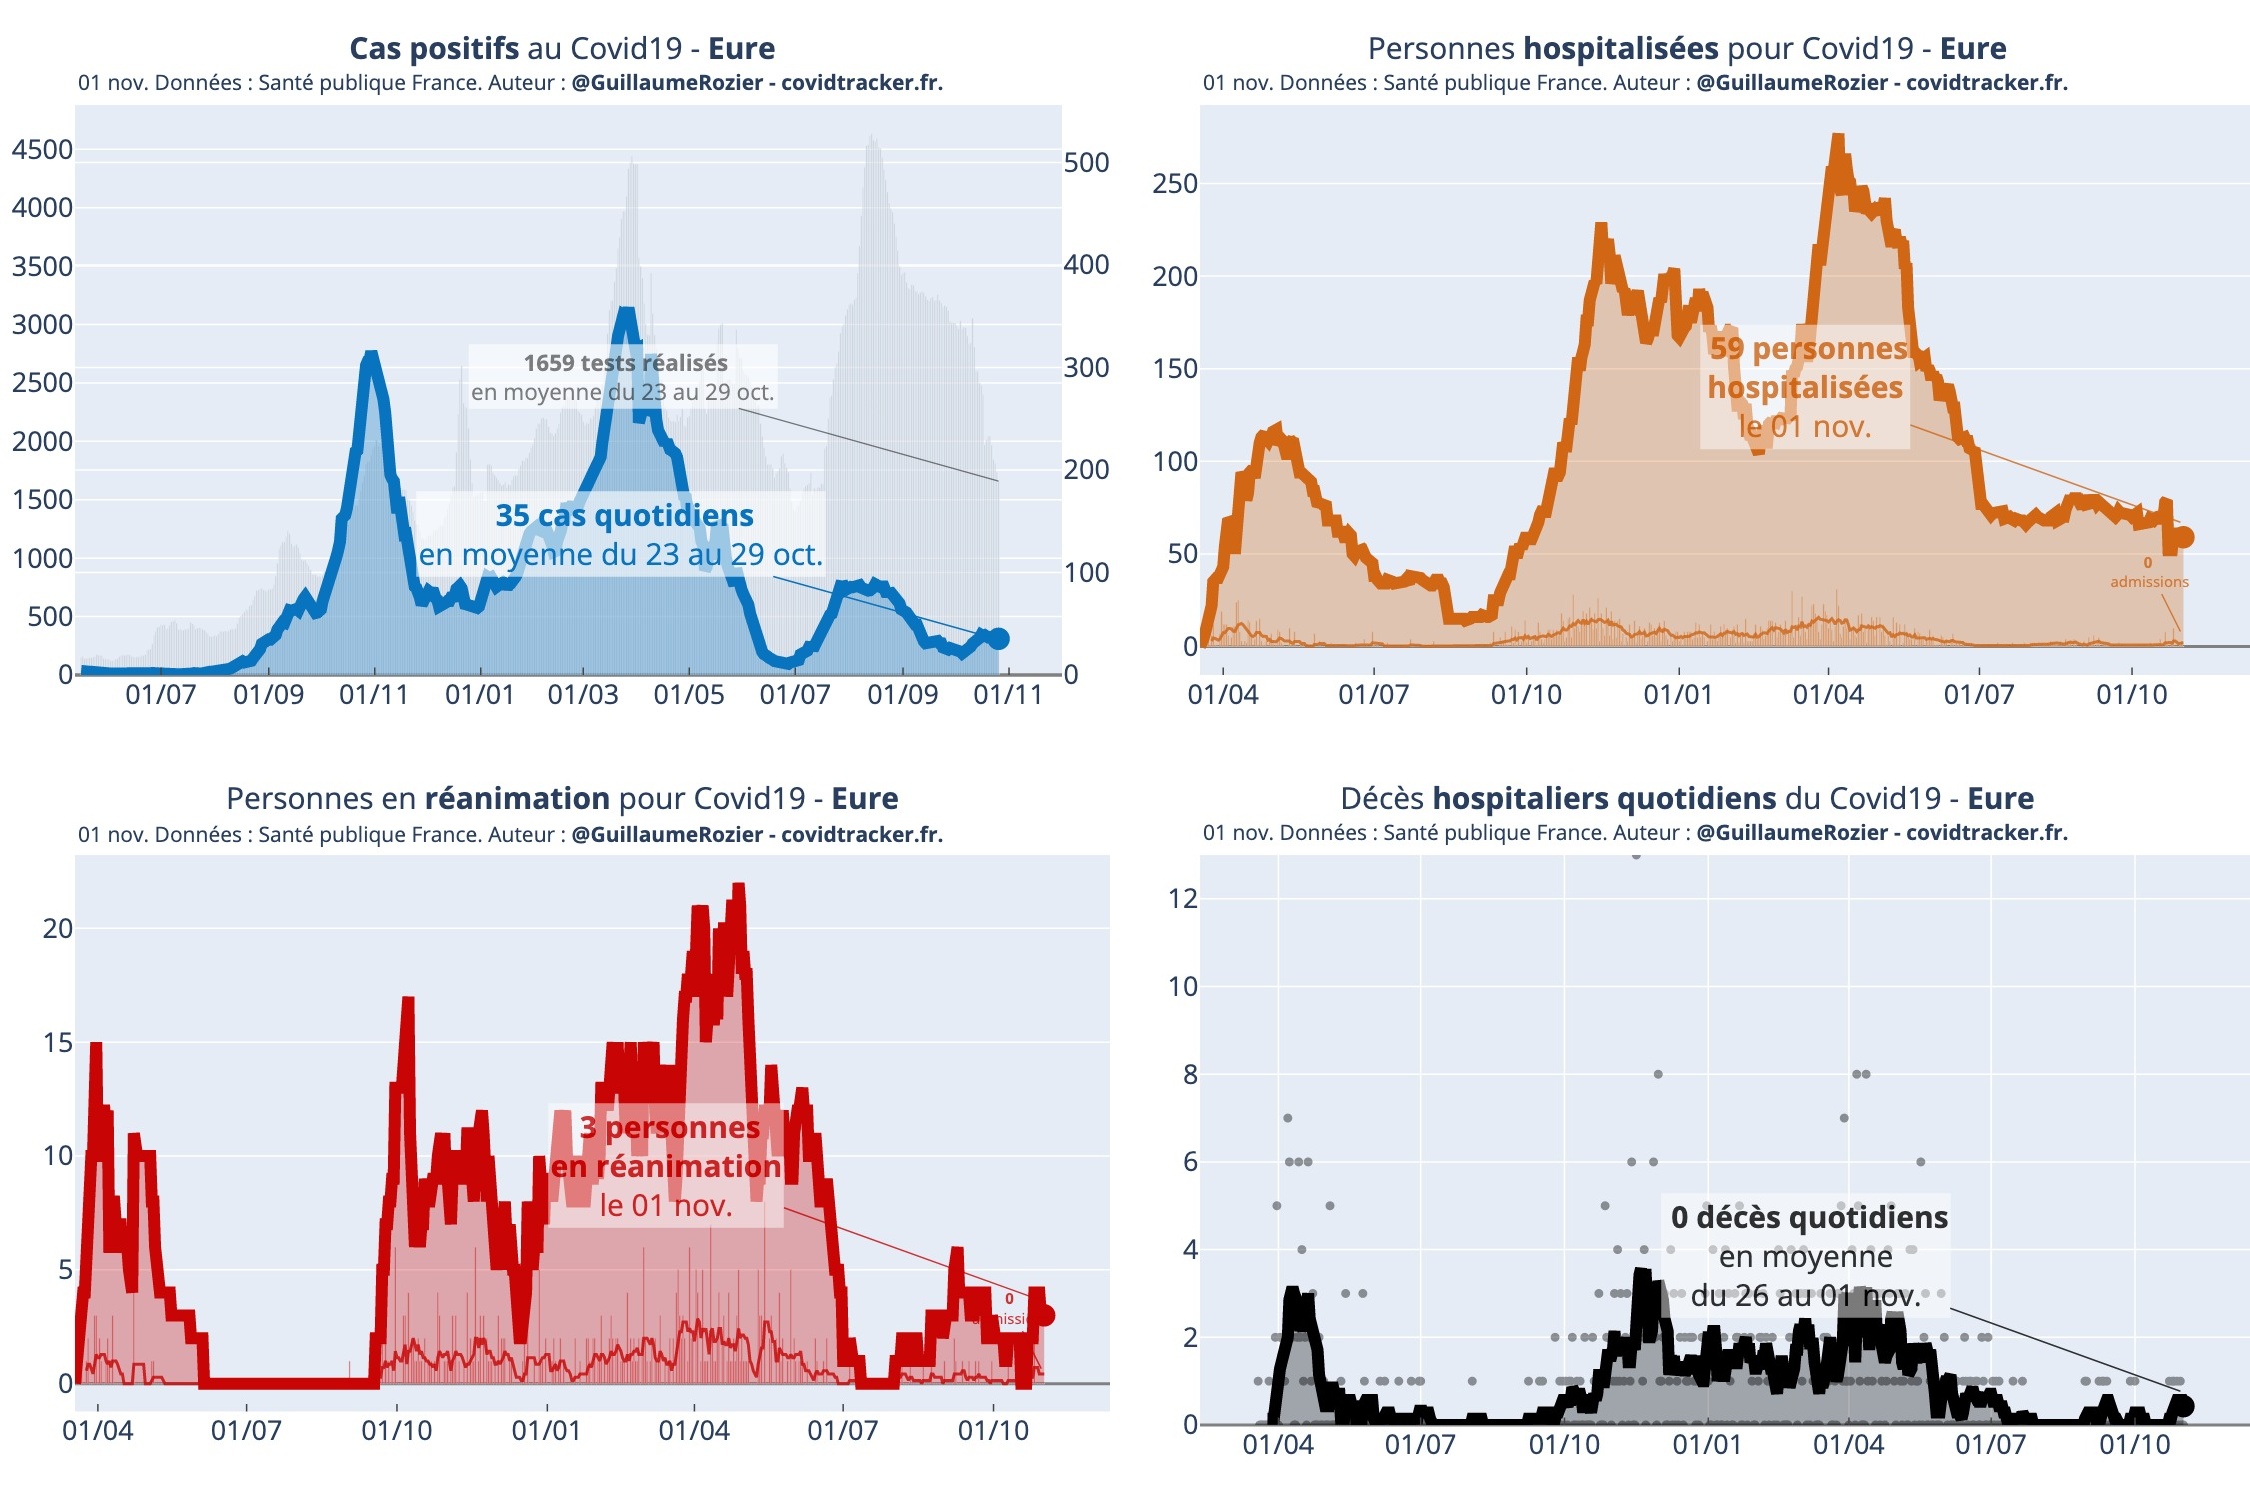 Cas positifs au Covid19 - Eure
01 nov. Données : Santé publique France. Auteur : @GuillaumeRozier - covidtracker.fr.
4500
4000
3500
3000
2500
2000
1500
1000
500
0
500
400
300
200
100
0
1659 tests réalisés
en moyenne du 23 au 29 oct.
35 cas quotidiens
en moyenne du 23 au 29 oct.
01/07 01/09 01/11 01/01 01/03 01/05 01/07 01/09 01/11
Personnes hospitalisées pour Covid19 - Eure
01 nov. Données : Santé publique France. Auteur : @GuillaumeRozier - covidtracker.fr.
250
200
150
100
50
0
59 personnes
hospitalisées
le 01 nov.
0
admissions
01/04 01/07 01/10 01/01 01/04 01/07 01/10
Personnes en réanimation pour Covid19 - Eure
01 nov. Données : Santé publique France. Auteur : @GuillaumeRozier - covidtracker.fr.
20
15
10
5
0
3 personnes
en réanimation
le 01 nov.
0
01/04 01/07 01/10 01/01 01/04 01/07 01/10
Décès hospitaliers quotidiens du Covid19 - Eure
01 nov. Données : Santé publique France. Auteur : @GuillaumeRozier - covidtracker.fr.
12
10
8
6
4
2
0
0 décès quotidiens
en moyenne
du 26 au 01 nov.
01/04 01/07 01/10 01/01 01/04 01/07 01/10